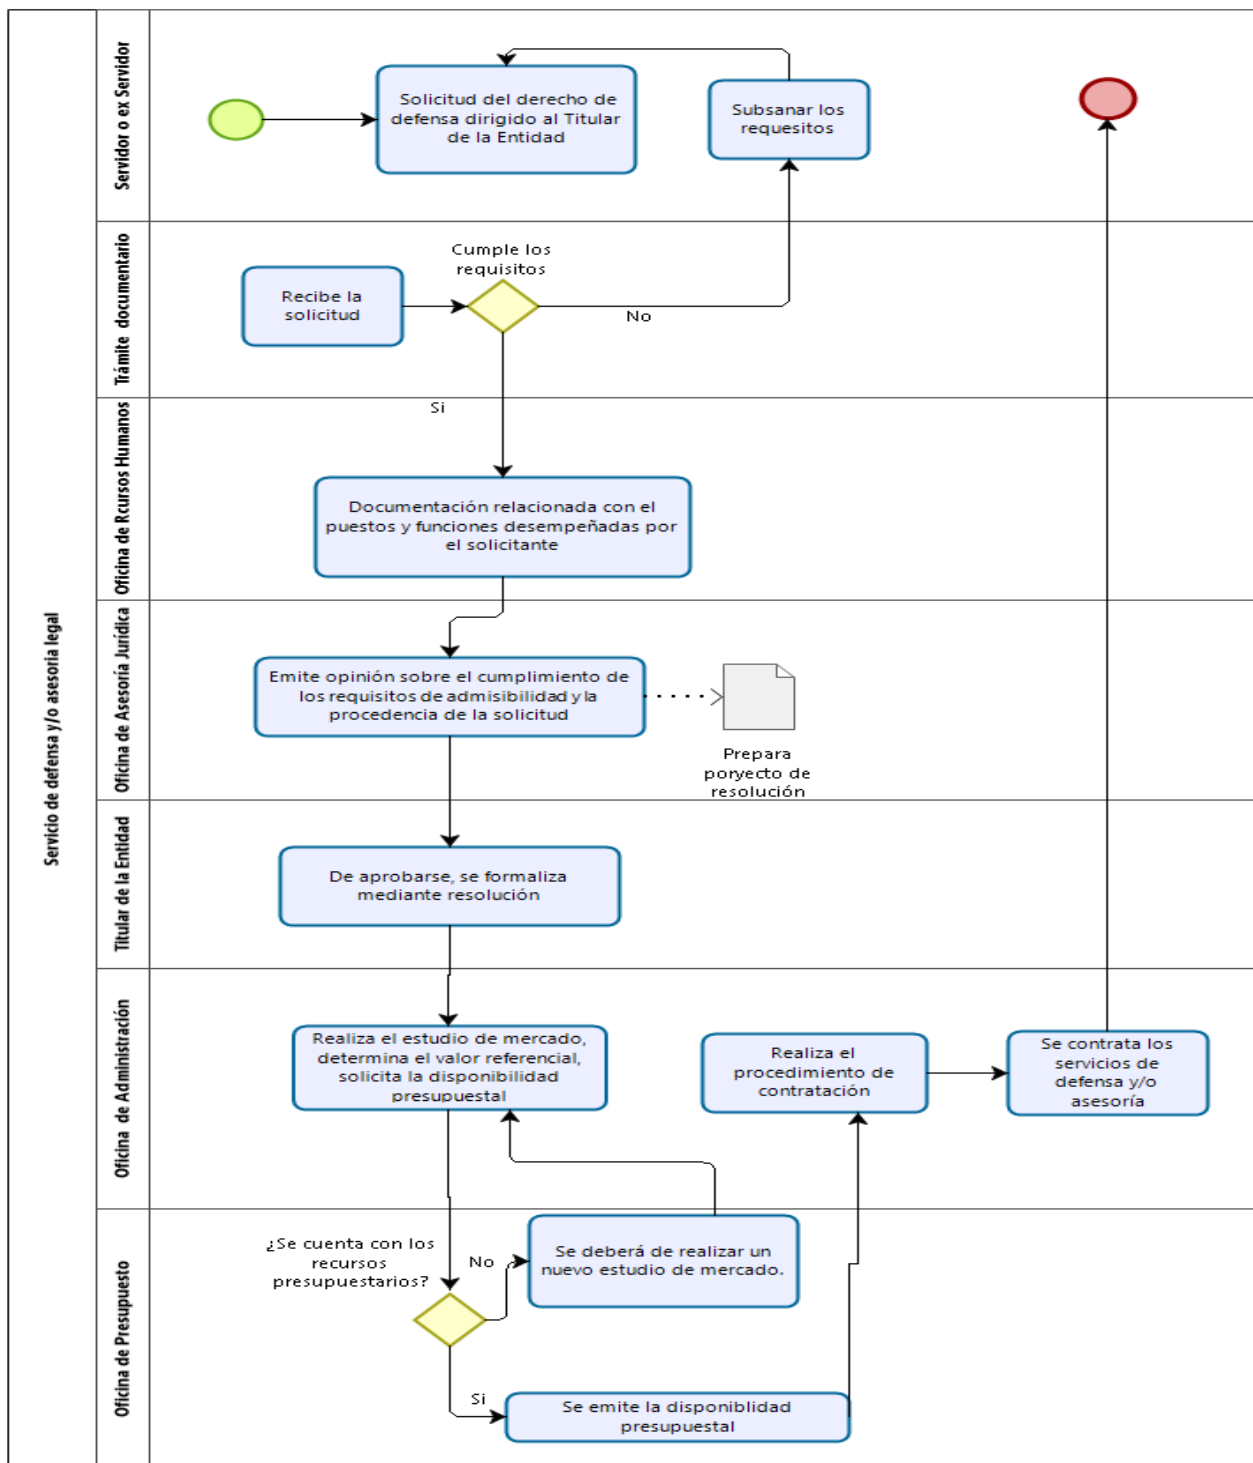 Servicio de defensa y/o asesoria legal
Servidor o ex Servidor
Solicitud del derecho de
defensa dirigido al Titular
de la Entidad
Subsanar los
requesitos
Trámite documentario
Recibe la
solicitud
Cumple los
requisitos
No
Si
Oficina de Rcursos Humanos
Documentación relacionada con el
puestos y funciones desempeñadas por
el solicitante
Oficina de Asesoría Jurídica
Emite opinión sobre el cumplimiento de
los requisitos de admisibilidad y la
procedencia de la solicitud
Prepara
poryecto de
resolución
Titular de la Entidad
De aprobarse, se formaliza
mediante resolución
Oficina de Administración
Realiza el estudio de mercado,
determina el valor referencial,
solicita la disponibilidad
presupuestal
Realiza el
procedimiento de
contratación
Se contrata los
servicios de
defensa y/o
asesoría
Oficina de Presupuesto
¿Se cuenta con los
recursos
presupuestarios?
No
Se deberá de realizar un
nuevo estudio de mercado.
Si
Se emite la disponiblidad
presupuestal